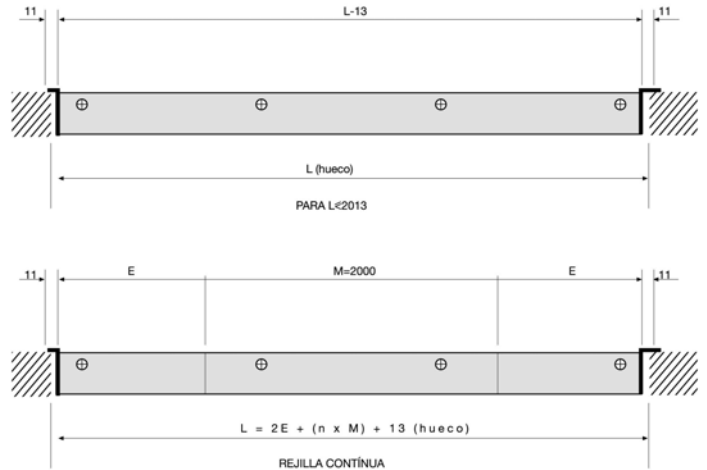 11 L-13 11
L (hueco)
PARA L≤2013
11 E M=2000 E 11
L = 2E + (n x M) + 13 (hueco)
REJILLA CONTÍNUA